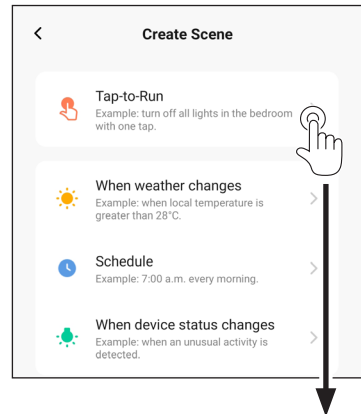 Create Scene
Tap-to-Run
Example: turn off all lights in the bedroom
with one tap.
When weather changes
Example: when local temperature is
greater than 28°C.
Schedule
Example: 7:00 a.m. every morning.
When device status changes
Example: when an unusual activity is
detected.